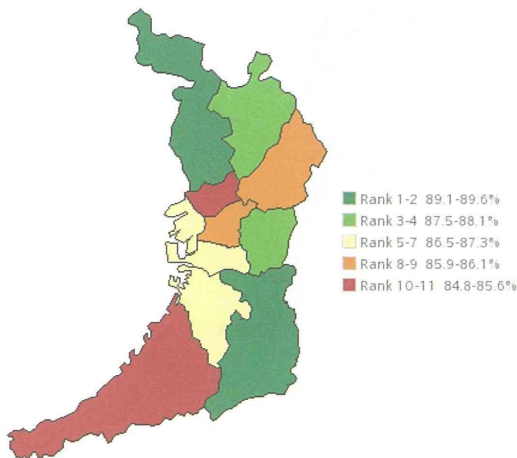 Rank 1-2 89.1-89.6%
Rank 3-4 87.5-88.1%
Rank 5-7 86.5-87.3%
Rank 8-9 85.9-86.1%
Rank 10-11 84.8-85.6%